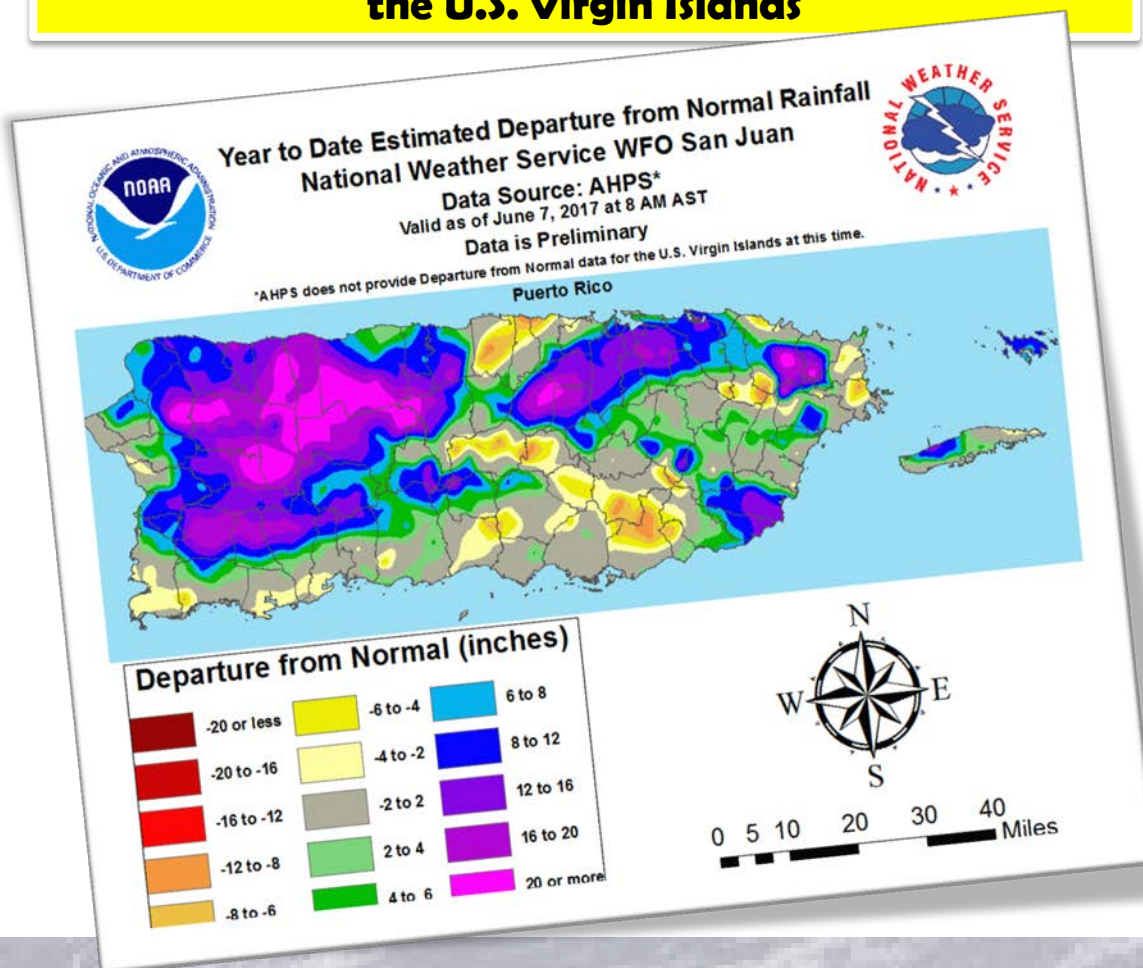 the U.S. Virgin Islands
Year to Date Estimated Departure from Normal Rainfall
National Weather Service WFO San Juan
Data Source: AHPS*
Valid as of June 7, 2017 at 8 AM AST
Data is Preliminary
*AHPS does not provide Departure from Normal data for the U.S. Virgin Islands at this time.
Puerto Rico
NATIONAL OCEANIC AND ATMOSPHERIC ADMINISTRATION
NOAA
U.S. DEPARTMENT OF COMMERCE
NATIONAL WEATHER SERVICE
Departure from Normal (inches)
-20 or less
-20 to -16
-16 to -12
-12 to -8
-8 to -6
-6 to -4
-4 to -2
-2 to 2
2 to 4
4 to 6
6 to 8
8 to 12
12 to 16
16 to 20
20 or more
N
W E
S
0 5 10 20 30 40
Miles